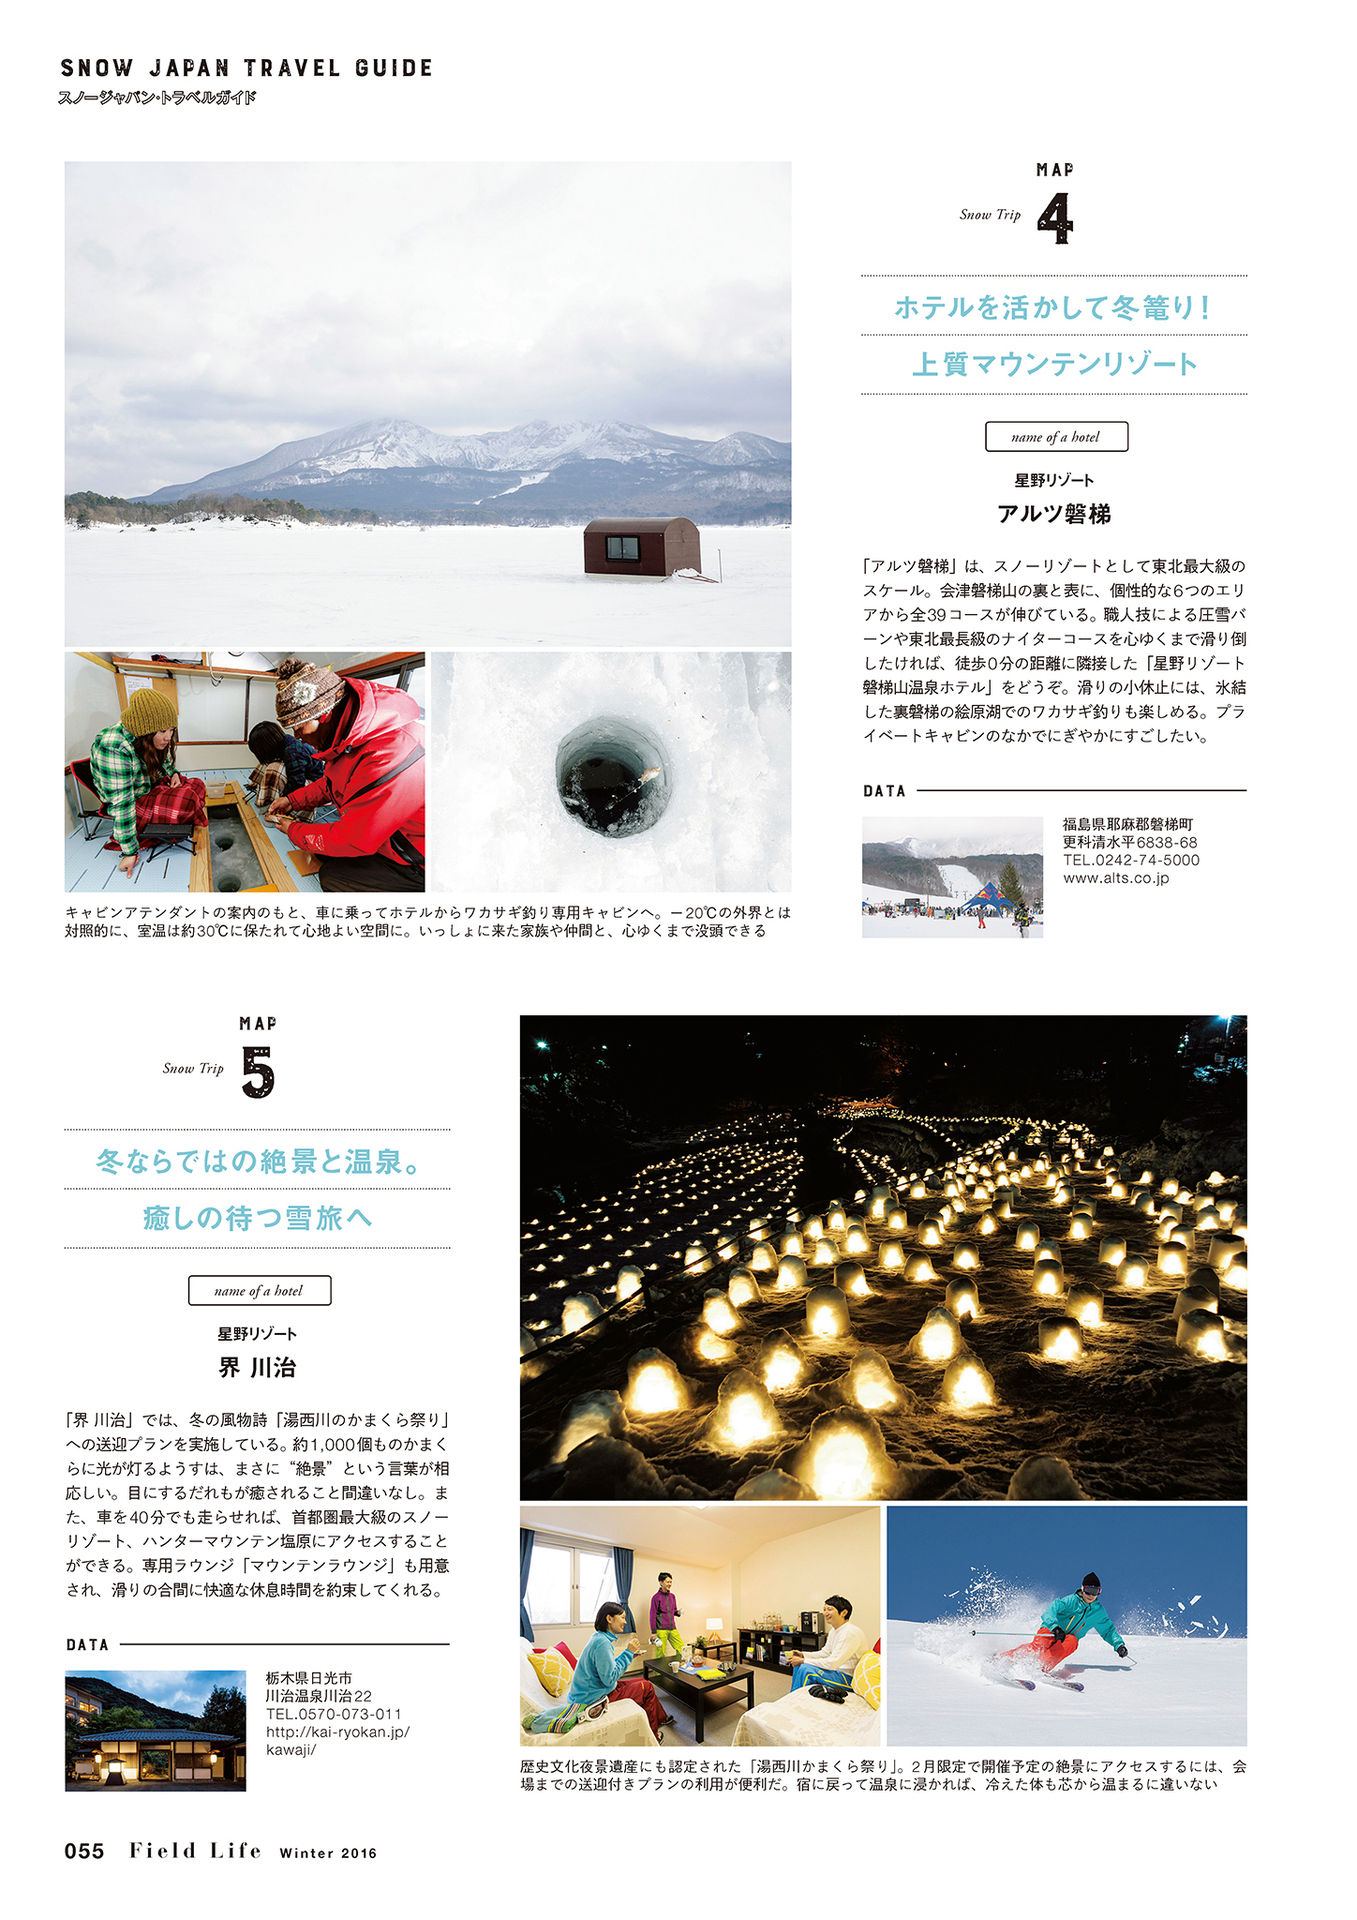 SNOW JAPAN TRAVEL GUIDE
スノージャパン・トラベルガイド
MAP
Snow Trip 4
ホテルを活かして冬篭り！
上質マウンテンリゾート
name of a hotel
星野リゾート
アルツ磐梯
「アルツ磐梯」は、スノーリゾートとして東北最大級の
スケール。会津磐梯山の裏と表に、個性的な6つのエリ
アから全39コースが伸びている。職人技による圧雪バ
ーンや東北最長級のナイターコースを心ゆくまで滑り倒
したければ、徒歩0分の距離に隣接した「星野リゾート
磐梯山温泉ホテル」をどうぞ。滑りの小休止には、氷結
した裏磐梯の絵原湖でのワカサギ釣りも楽しめる。プラ
イベートキャビンのなかでにぎやかにすごしたい。
DATA
福島県耶麻郡磐梯町
更科清水平6838-68
TEL.0242-74-5000
www.alts.co.jp
キャビンアテンダントの案内のもと、車に乗ってホテルからワカサギ釣り専用キャビンへ。－20℃の外界とは
対照的に、室温は約30℃に保たれて心地よい空間に。いっしょに来た家族や仲間と、心ゆくまで没頭できる
MAP
Snow Trip 5
冬ならではの絶景と温泉。
癒しの待つ雪旅へ
name of a hotel
星野リゾート
界 川治
「界 川治」では、冬の風物詩「湯西川のかまくら祭り」
への送迎プランを実施している。約1,000個ものかまく
らに光が灯るようすは、まさに“絶景”という言葉が相
応しい。目にするだれもが癒されること間違いなし。ま
た、車を40分でも走らせれば、首都圏最大級のスノー
リゾート、ハンターマウンテン塩原にアクセスすること
ができる。専用ラウンジ「マウンテンラウンジ」も用意
され、滑りの合間に快適な休息時間を約束してくれる。
DATA
栃木県日光市
川治温泉川治22
TEL.0570-073-011
http://kai-ryokan.jp/
kawaji/
歴史文化夜景遺産にも認定された「湯西川かまくら祭り」。2月限定で開催予定の絶景にアクセスするには、会
場までの送迎付きプランの利用が便利だ。宿に戻って温泉に浸かれば、冷えた体も芯から温まるに違いない
055 Field Life Winter 2016